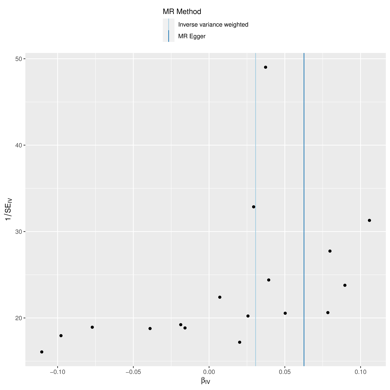 MR Method
Inverse variance weighted
MR Egger
50
40
30
20
1/SE_IV
−0.10
−0.05
0.00
0.05
0.10
β_IV